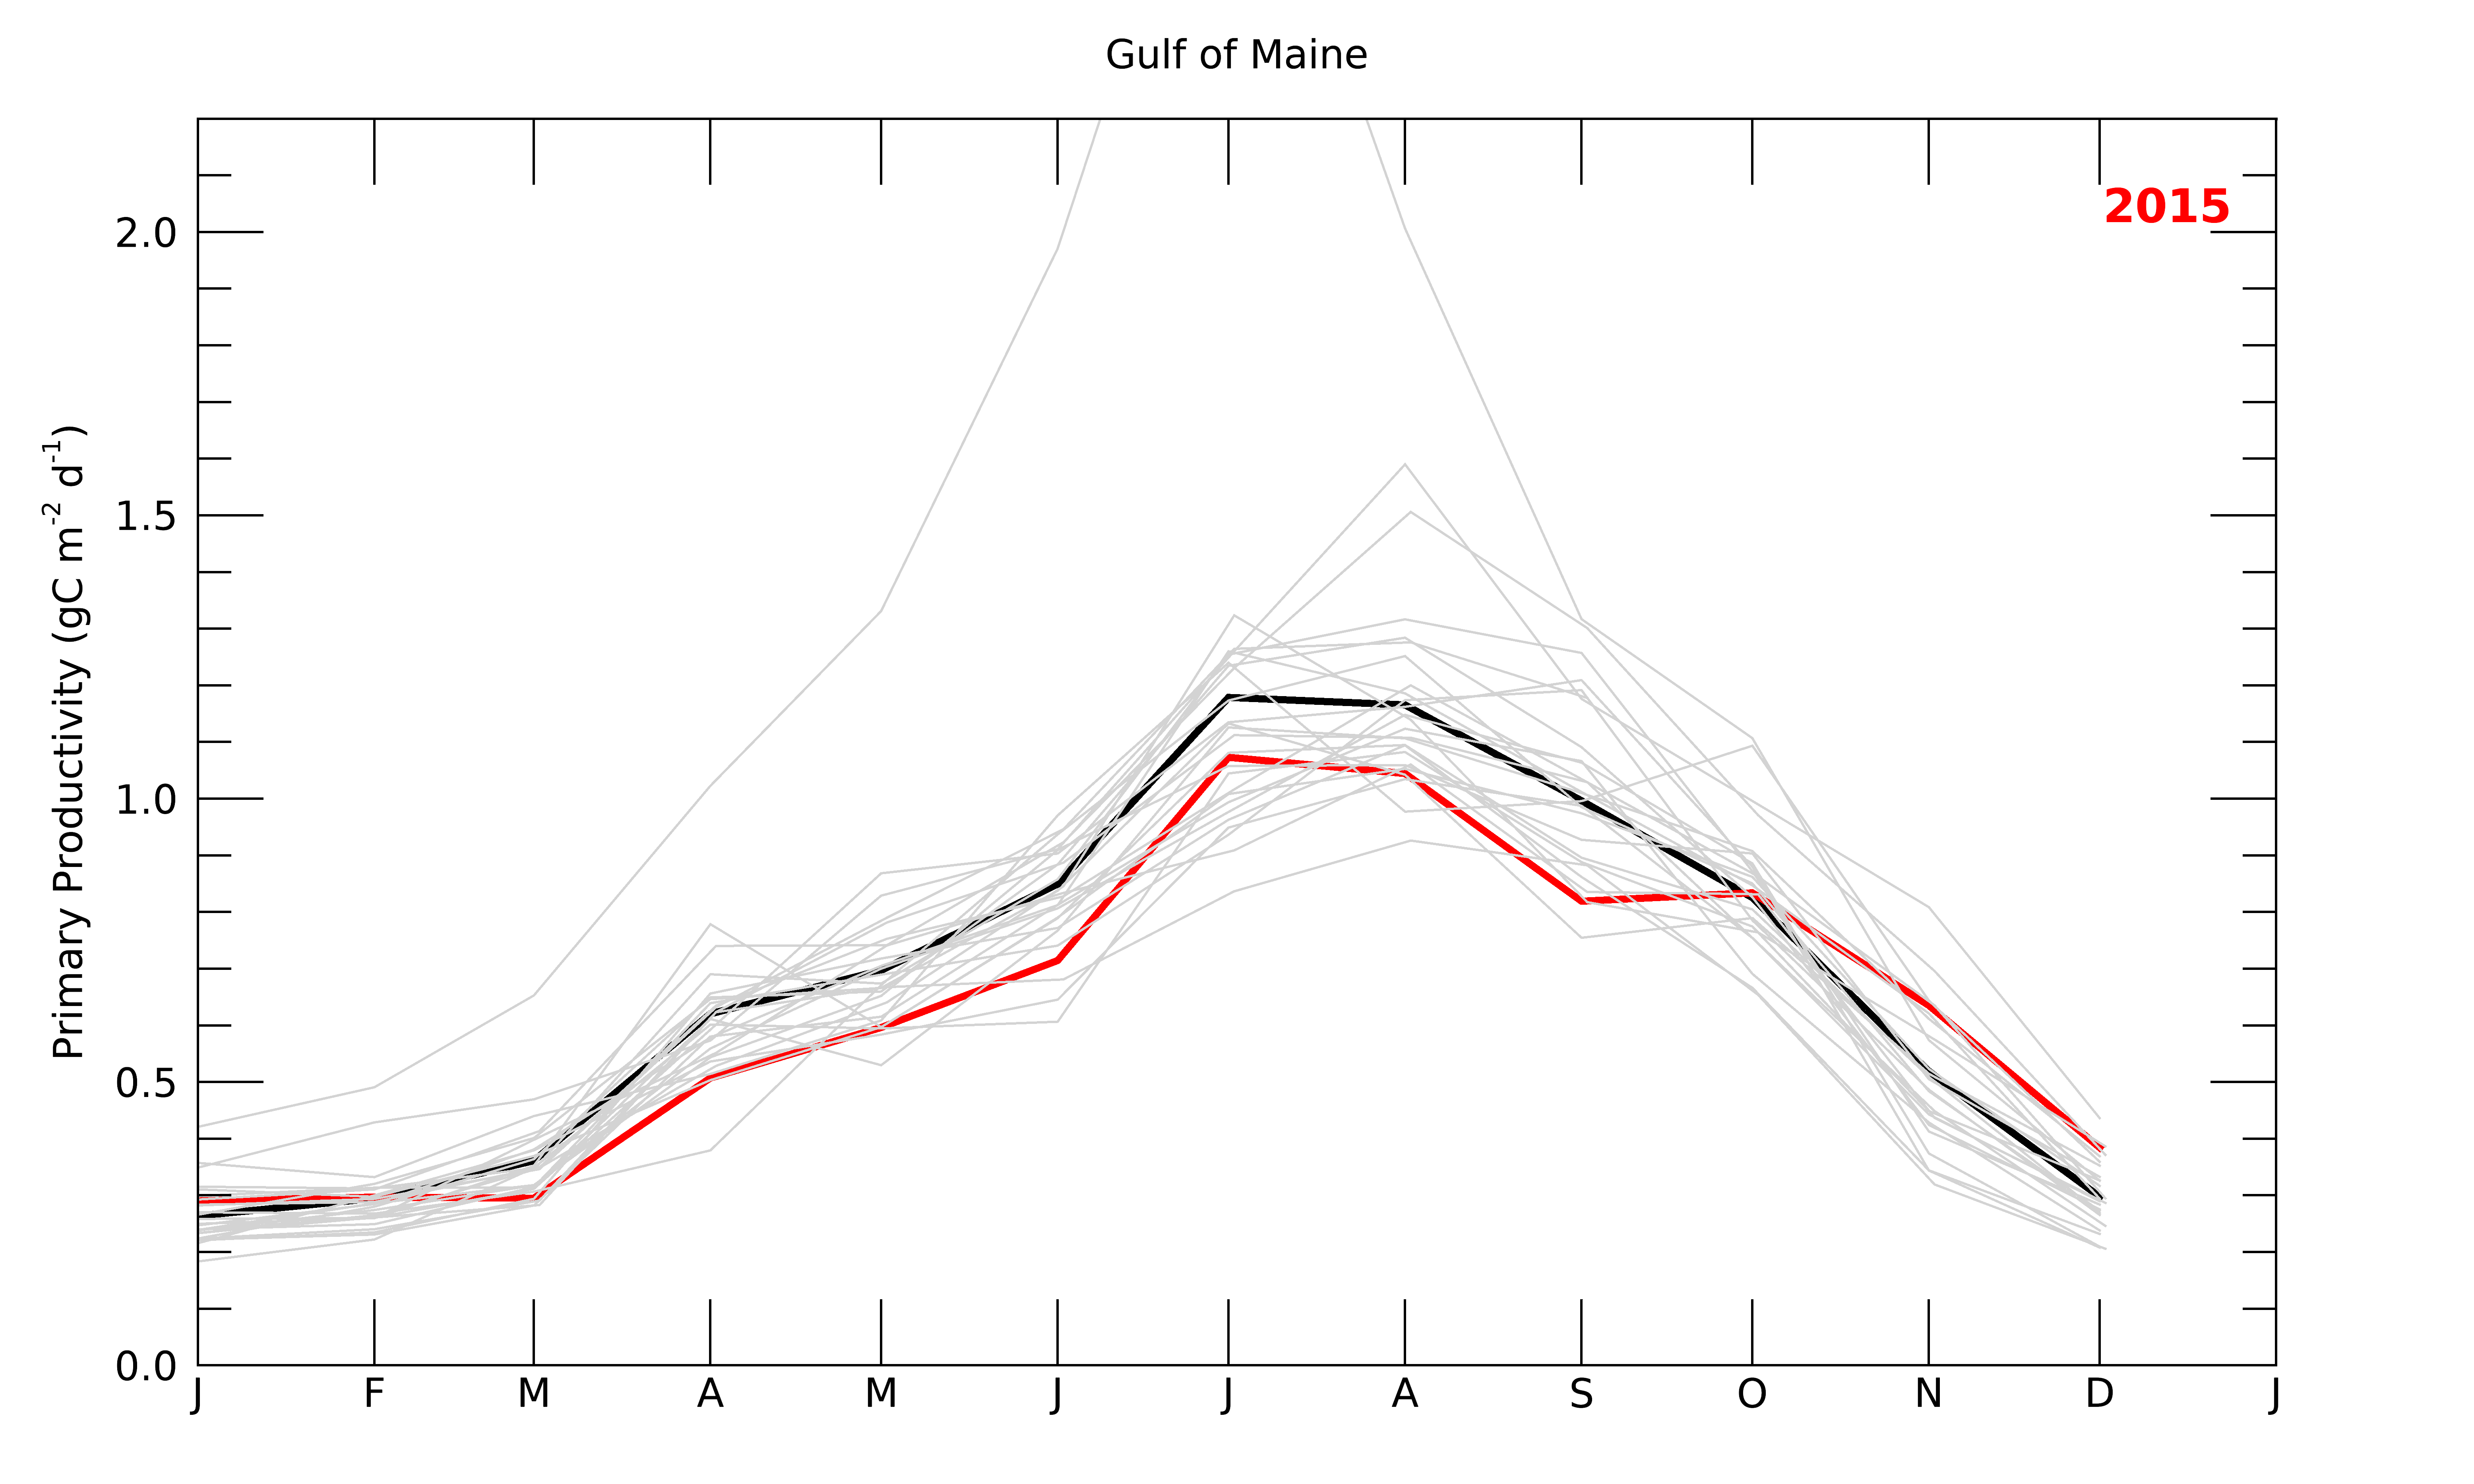 Gulf of Maine
2015
Primary Productivity (gC m⁻² d⁻¹)
2.0
1.5
1.0
0.5
0.0
J F M A M J J A S O N D J